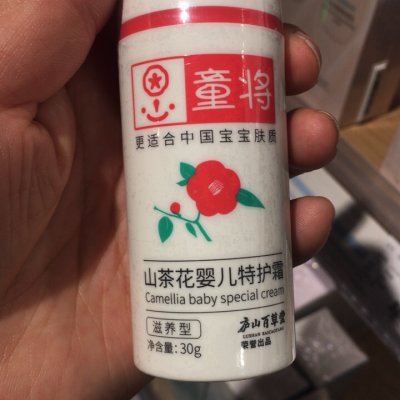 童将
更适合中国宝宝肤质
山茶花婴儿特护霜
Camellia baby special cream
滋养型
净含量:30g
庐山百草堂
LUSHAN BAICAOTANG
荣誉出品